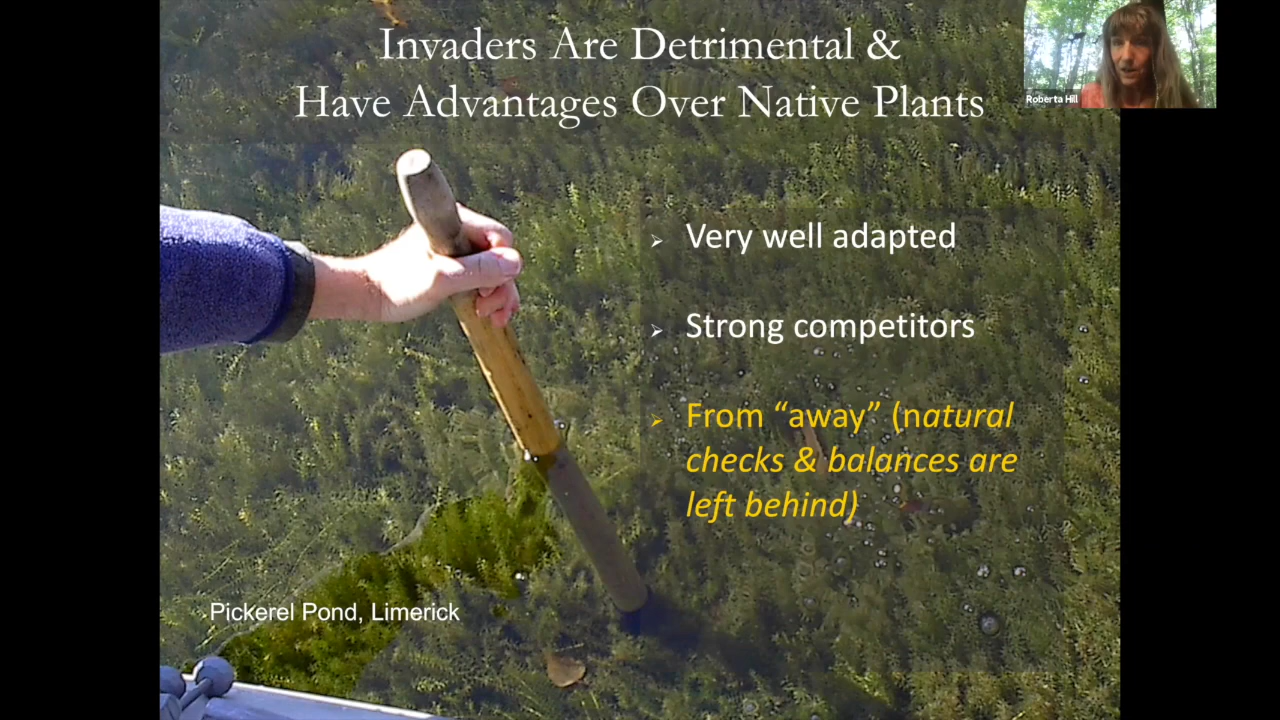 Invaders Are Detrimental &
Have Advantages Over Native Plants
Roberta Hill
Very well adapted
Strong competitors
From “away” (natural
checks & balances are
left behind)
Pickerel Pond, Limerick